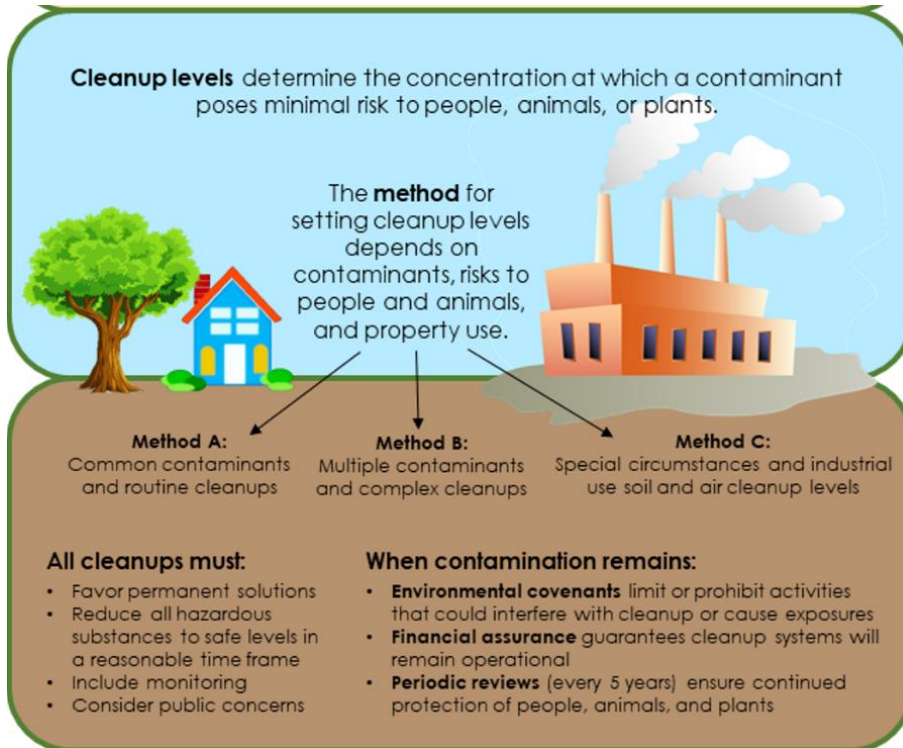 Cleanup levels determine the concentration at which a contaminant
poses minimal risk to people, animals, or plants.
The method for
setting cleanup levels
depends on
contaminants, risks to
people and animals,
and property use.
Method A:
Common contaminants
and routine cleanups
Method B:
Multiple contaminants
and complex cleanups
Method C:
Special circumstances and industrial
use soil and air cleanup levels
All cleanups must:
• Favor permanent solutions
• Reduce all hazardous
substances to safe levels in
a reasonable time frame
• Include monitoring
• Consider public concerns
When contamination remains:
• Environmental covenants limit or prohibit activities
that could interfere with cleanup or cause exposures
• Financial assurance guarantees cleanup systems will
remain operational
• Periodic reviews (every 5 years) ensure continued
protection of people, animals, and plants